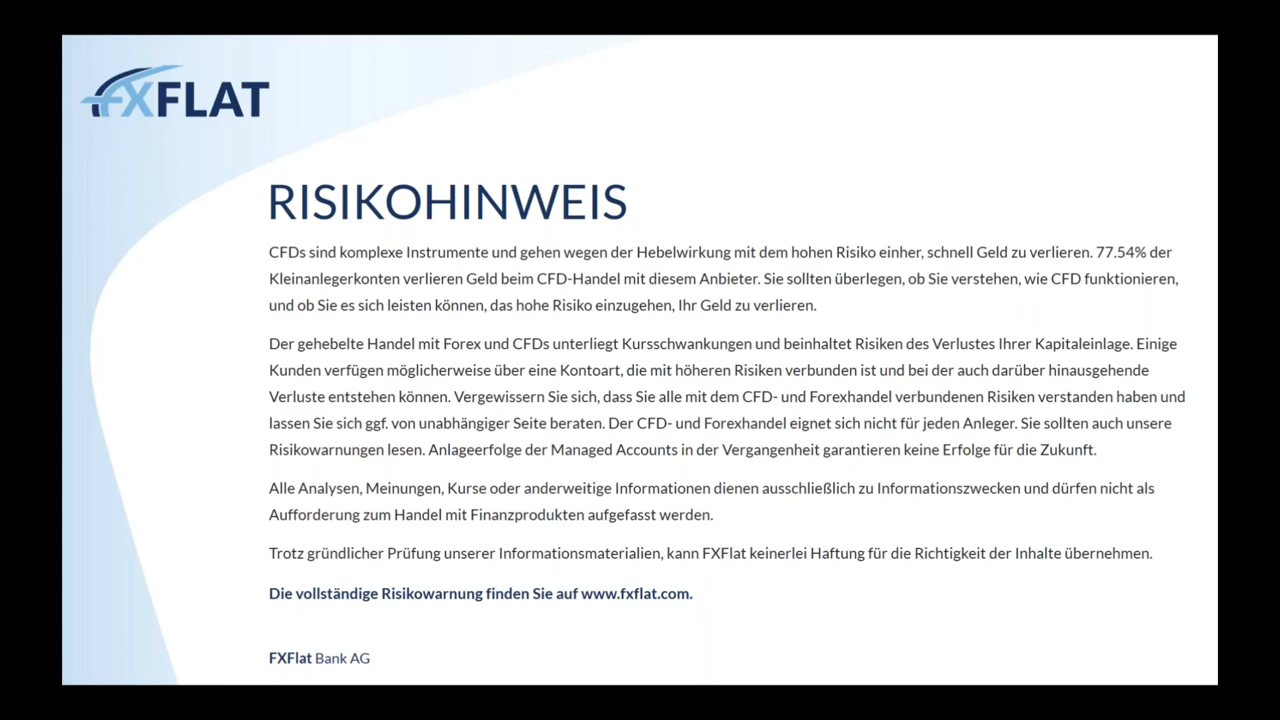 FXFLAT
RISIKOHINWEIS
CFDs sind komplexe Instrumente und gehen wegen der Hebelwirkung mit dem hohen Risiko einher, schnell Geld zu verlieren. 77.54% der
Kleinanlegerkonten verlieren Geld beim CFD-Handel mit diesem Anbieter. Sie sollten überlegen, ob Sie verstehen, wie CFD funktionieren,
und ob Sie es sich leisten können, das hohe Risiko einzugehen, Ihr Geld zu verlieren.
Der gehebelte Handel mit Forex und CFDs unterliegt Kursschwankungen und beinhaltet Risiken des Verlustes Ihrer Kapitaleinlage. Einige
Kunden verfügen möglicherweise über eine Kontoart, die mit höheren Risiken verbunden ist und bei der auch darüber hinausgehende
Verluste entstehen können. Vergewissern Sie sich, dass Sie alle mit dem CFD- und Forexhandel verbundenen Risiken verstanden haben und
lassen Sie sich ggf. von unabhängiger Seite beraten. Der CFD- und Forexhandel eignet sich nicht für jeden Anleger. Sie sollten auch unsere
Risikowarnungen lesen. Anlageerfolge der Managed Accounts in der Vergangenheit garantieren keine Erfolge für die Zukunft.
Alle Analysen, Meinungen, Kurse oder anderweitige Informationen dienen ausschließlich zu Informationszwecken und dürfen nicht als
Aufforderung zum Handel mit Finanzprodukten aufgefasst werden.
Trotz gründlicher Prüfung unserer Informationsmaterialien, kann FXFlat keinerlei Haftung für die Richtigkeit der Inhalte übernehmen.
Die vollständige Risikowarnung finden Sie auf www.fxflat.com.
FXFlat Bank AG